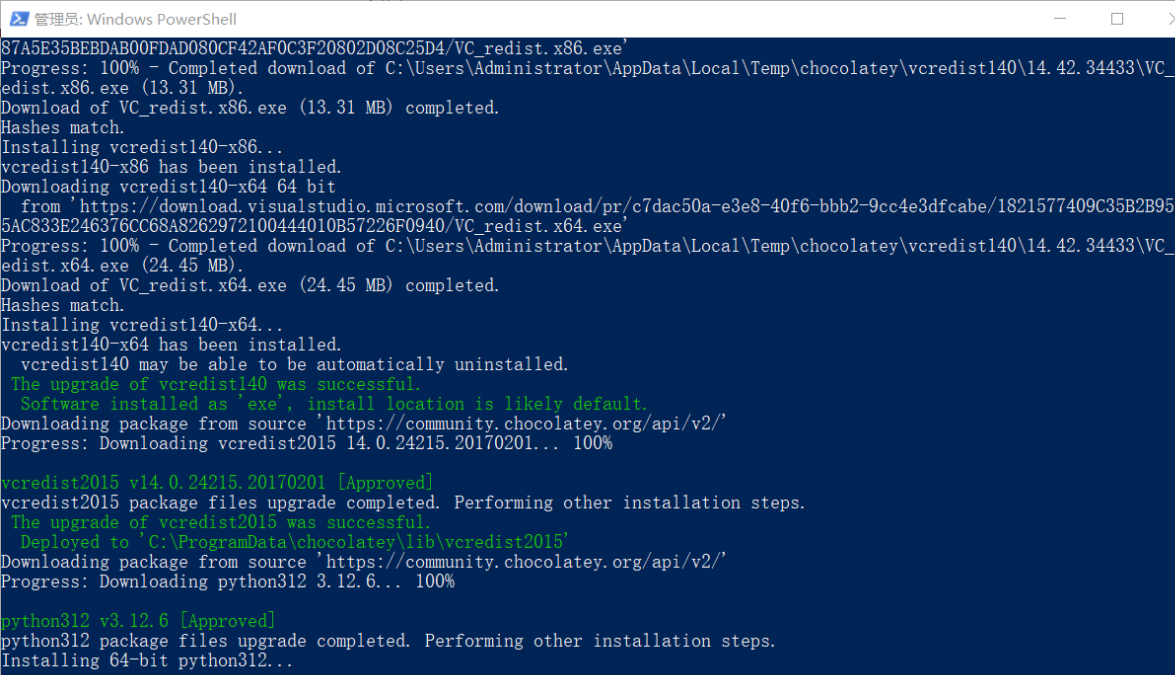 管理员: Windows PowerShell
87A5E35BEBDAB00FDAD080CF42AF0C3F20802D08C25D4/VC_redist.x86.exe'
Progress: 100% - Completed download of C:\Users\Administrator\AppData\Local\Temp\chocolatey\vcredist140\14.42.34433\VC_
edist.x86.exe (13.31 MB).
Download of VC_redist.x86.exe (13.31 MB) completed.
Hashes match.
Installing vcredist140-x86...
vcredist140-x86 has been installed.
Downloading vcredist140-x64 64 bit
from 'https://download.visualstudio.microsoft.com/download/pr/c7dac50a-e3e8-40f6-bbb2-9cc4e3dfcabe/1821577409C35B2B95
5AC833E246376CC68A8262972100444010B57226F0940/VC_redist.x64.exe'
Progress: 100% - Completed download of C:\Users\Administrator\AppData\Local\Temp\chocolatey\vcredist140\14.42.34433\VC_
edist.x64.exe (24.45 MB).
Download of VC_redist.x64.exe (24.45 MB) completed.
Hashes match.
Installing vcredist140-x64...
vcredist140-x64 has been installed.
vcredist140 may be able to be automatically uninstalled.
The upgrade of vcredist140 was successful.
Software installed as 'exe', install location is likely default.
Downloading package from source 'https://community.chocolatey.org/api/v2/'
Progress: Downloading vcredist2015 14.0.24215.20170201... 100%
vcredist2015 v14.0.24215.20170201 [Approved]
vcredist2015 package files upgrade completed. Performing other installation steps.
The upgrade of vcredist2015 was successful.
Deployed to 'C:\ProgramData\chocolatey\lib\vcredist2015'
Downloading package from source 'https://community.chocolatey.org/api/v2/'
Progress: Downloading python312 3.12.6... 100%
python312 v3.12.6 [Approved]
python312 package files upgrade completed. Performing other installation steps.
Installing 64-bit python312...